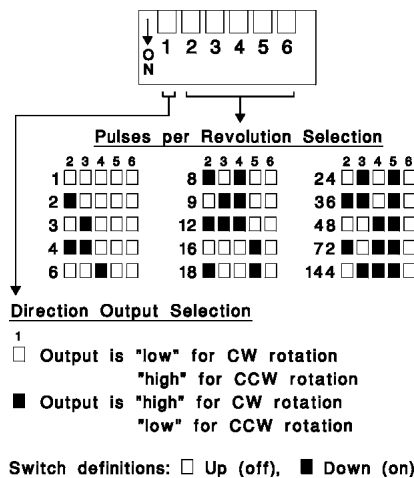 ON
1 2 3 4 5 6
Pulses per Revolution Selection
2 3 4 5 6 2 3 4 5 6 2 3 4 5 6
1 8 24
2 9 36
3 12 48
4 16 72
6 18 144
Direction Output Selection
1
□ Output is "low" for CW rotation
"high" for CCW rotation
■ Output is "high" for CW rotation
"low" for CCW rotation
Switch definitions: □ Up (off), ■ Down (on)